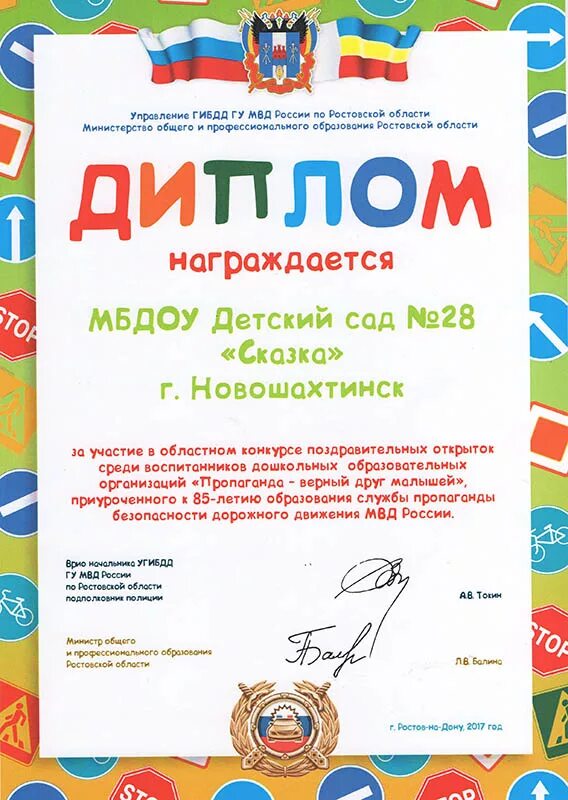 Управление ГИБДД ГУ МВД России по Ростовской области
Министерство общего и профессионального образования Ростовской области
ДИПЛОМ
награждается
МБДОУ Детский сад №28
«Сказка»
г. Новошахтинск
за участие в областном конкурсе поздравительных открыток
среди воспитанников дошкольных образовательных
организаций «Пропаганда - верный друг малышей»,
приуроченного к 85-летию образования службы пропаганды
безопасности дорожного движения МВД России.
Врио начальника УГИБДД
ГУ МВД России
по Ростовской области
подполковник полиции
А.В. Токин
Министр общего
и профессионального образования
Ростовской области
Л.В. Балина
г. Ростов-на-Дону, 2017 год
STOP
STOP
STOP
STOP